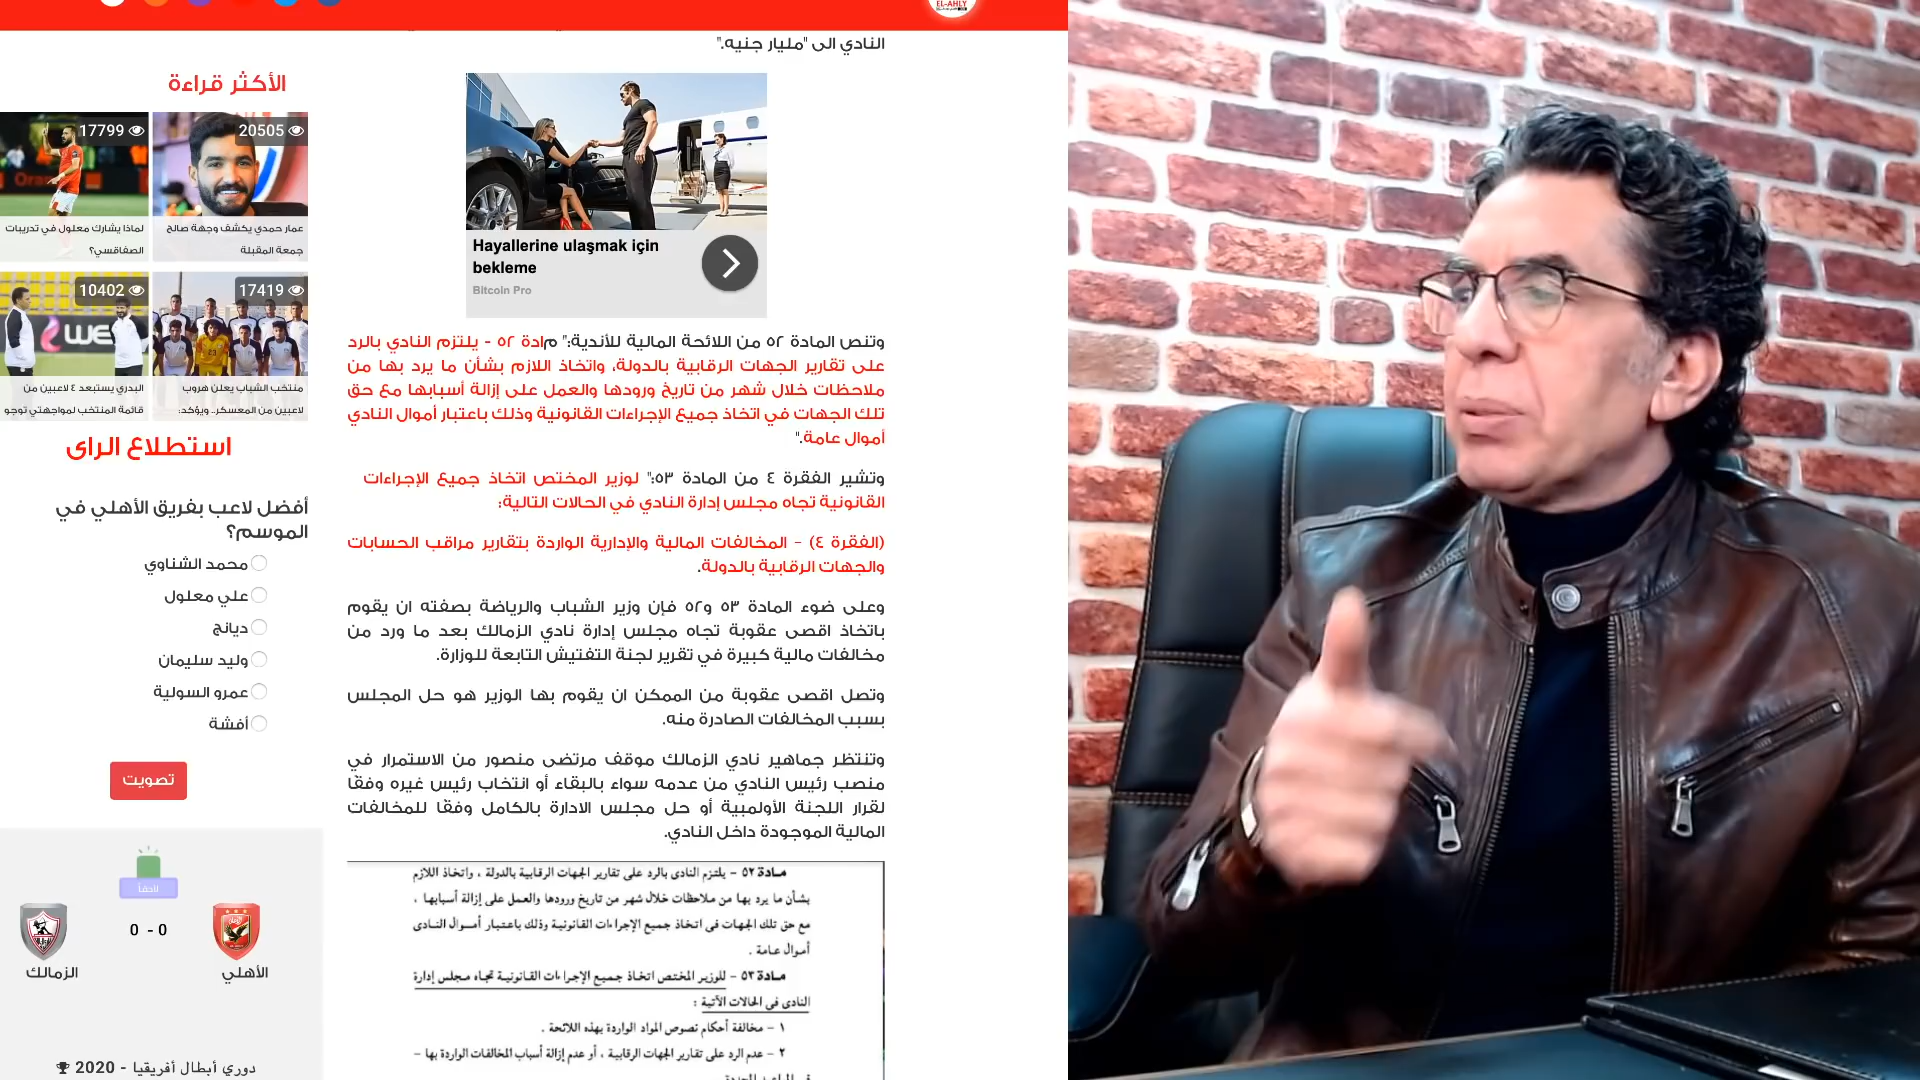 EL-AHLY
النادي الى "مليار جنيه."
Hayallerine ulaşmak için
bekleme
Bitcoin Pro
وتنص المادة ٥٢ من اللائحة المالية للأندية:" مادة ٥٢ - يلتزم النادي بالرد
على تقارير الجهات الرقابية بالدولة، واتخاذ اللازم بشأن ما يرد بها من
ملاحظات خلال شهر من تاريخ ورودها والعمل على إزالة أسبابها مع حق
تلك الجهات في اتخاذ جميع الإجراءات القانونية وذلك باعتبار أموال النادي
أموال عامة."
وتشير الفقرة ٤ من المادة ٥٣:" لوزير المختص اتخاذ جميع الإجراءات
القانونية تجاه مجلس إدارة النادي في الحالات التالية:
(الفقرة ٤) - المخالفات المالية والإدارية الواردة بتقارير مراقب الحسابات
والجهات الرقابية بالدولة.
وعلى ضوء المادة ٥٣ و٥٢ فإن وزير الشباب والرياضة بصفته ان يقوم
باتخاذ اقصى عقوبة تجاه مجلس إدارة نادي الزمالك بعد ما ورد من
مخالفات مالية كبيرة في تقرير لجنة التفتيش التابعة للوزارة.
وتصل اقصى عقوبة من الممكن ان يقوم بها الوزير هو حل المجلس
بسبب المخالفات الصادرة منه.
وتنتظر جماهير نادي الزمالك موقف مرتضى منصور من الاستمرار في
منصب رئيس النادي من عدمه سواء بالبقاء أو انتخاب رئيس غيره وفقًا
لقرار اللجنة الأولمبية أو حل مجلس الادارة بالكامل وفقًا للمخالفات
المالية الموجودة داخل النادي.
مـادة ٥٢ - يلتزم النادى بالرد على تقارير الجهات الرقابية بالدولة ، واتخاذ اللازم
بشأن ما يرد بها من ملاحظات خلال شهر من تاريخ ورودها والعمل على إزالة أسبابها ،
مع حق تلك الجهات فى اتخاذ جميع الإجراءات القانونية وذلك باعتبار أمـوال النـادى
أموال عامة .
مـادة ٥٣ - للوزير المختص اتخاذ جميع الإجراءات القانونيـة تجاه مجلس إدارة
النادى فى الحالات الآتية :
١ - مخالفة أحكام نصوص المواد الواردة بهذه اللائحة .
٢ - عدم الرد على تقارير الجهات الرقابية ، أو عدم إزالة أسباب المخالفات الواردة بها -
الأكثر قراءة
20505
17799
عمار حمدي يكشف وجهة صالح
جمعة المقبلة
لماذا يشارك معلول في تدريبات
الصفاقسي؟
17419
10402
منتخب الشباب يعلن هروب
لاعبين من المعسكر.. ويؤكد:
البدري يستبعد ٤ لاعبين من
قائمة المنتخب لمواجهتي توجو
استطلاع الراى
أفضل لاعب بفريق الأهلي في
الموسم؟
محمد الشناوي
علي معلول
ديانج
وليد سليمان
عمرو السولية
أفشة
تصويت
لاحقاً
0 - 0
الأهلي
الزمالك
دوري أبطال أفريقيا - 2020